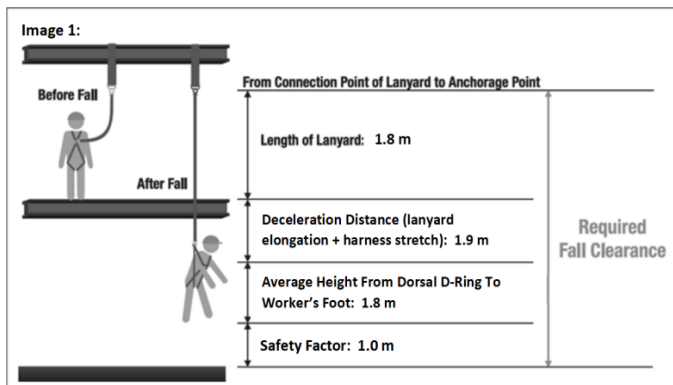 Image 1:
From Connection Point of Lanyard to Anchorage Point
Before Fall
Length of Lanyard: 1.8 m
After Fall
Deceleration Distance (lanyard
elongation + harness stretch): 1.9 m
Required
Fall Clearance
Average Height From Dorsal D-Ring To
Worker's Foot: 1.8 m
Safety Factor: 1.0 m